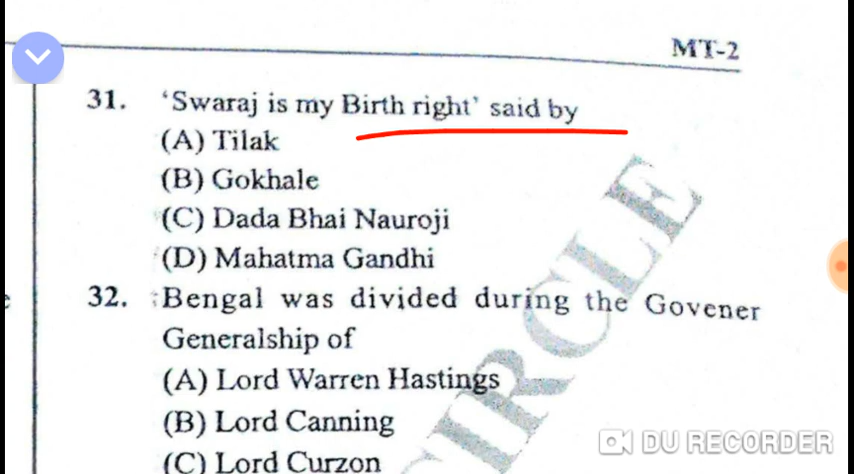 MT-2
31. 'Swaraj is my Birth right' said by
(A) Tilak
(B) Gokhale
(C) Dada Bhai Nauroji
(D) Mahatma Gandhi
32. Bengal was divided during the Govener
Generalship of
(A) Lord Warren Hastings
(B) Lord Canning
(C) Lord Curzon
CIRCLE
DU RECORDER